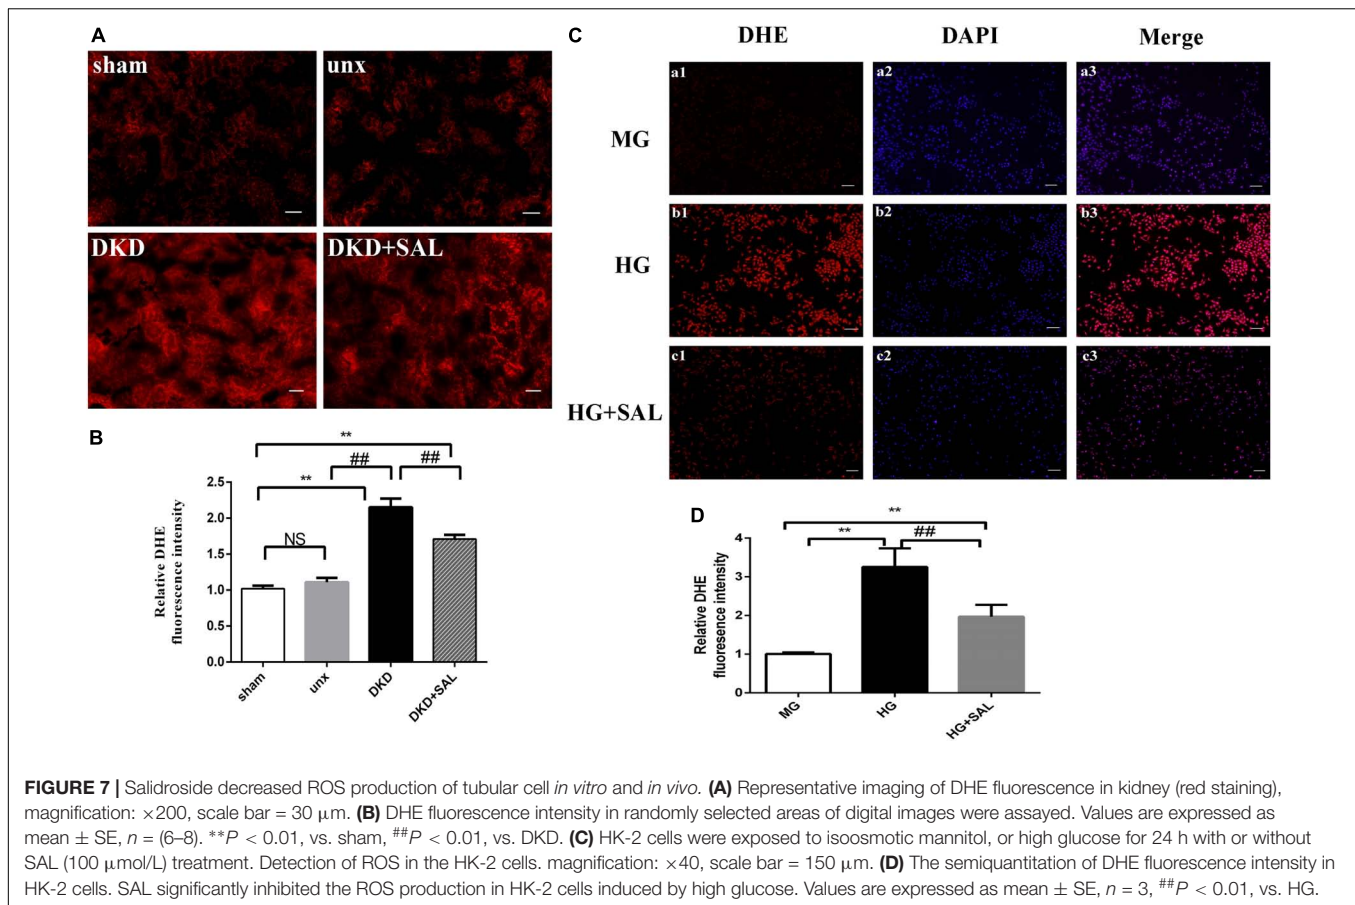 A
sham
unx
DKD
DKD+SAL
B
**
##
##
**
NS
2.5
2.0
1.5
1.0
0.5
0.0
Relative DHE
fluorescence intensity
sham
unx
DKD
DKD+SAL
C
DHE
DAPI
Merge
MG
a1
a2
a3
HG
b1
b2
b3
HG+SAL
c1
c2
c3
D
**
**
##
4
3
2
1
0
Relative DHE
fluoresence intensity
MG
HG
HG+SAL
FIGURE 7 | Salidroside decreased ROS production of tubular cell in vitro and in vivo. (A) Representative imaging of DHE fluorescence in kidney (red staining),
magnification: ×200, scale bar = 30 μm. (B) DHE fluorescence intensity in randomly selected areas of digital images were assayed. Values are expressed as
mean ± SE, n = (6–8). **P < 0.01, vs. sham, ##P < 0.01, vs. DKD. (C) HK-2 cells were exposed to isoosmotic mannitol, or high glucose for 24 h with or without
SAL (100 μmol/L) treatment. Detection of ROS in the HK-2 cells. magnification: ×40, scale bar = 150 μm. (D) The semiquantitation of DHE fluorescence intensity in
HK-2 cells. SAL significantly inhibited the ROS production in HK-2 cells induced by high glucose. Values are expressed as mean ± SE, n = 3, ##P < 0.01, vs. HG.